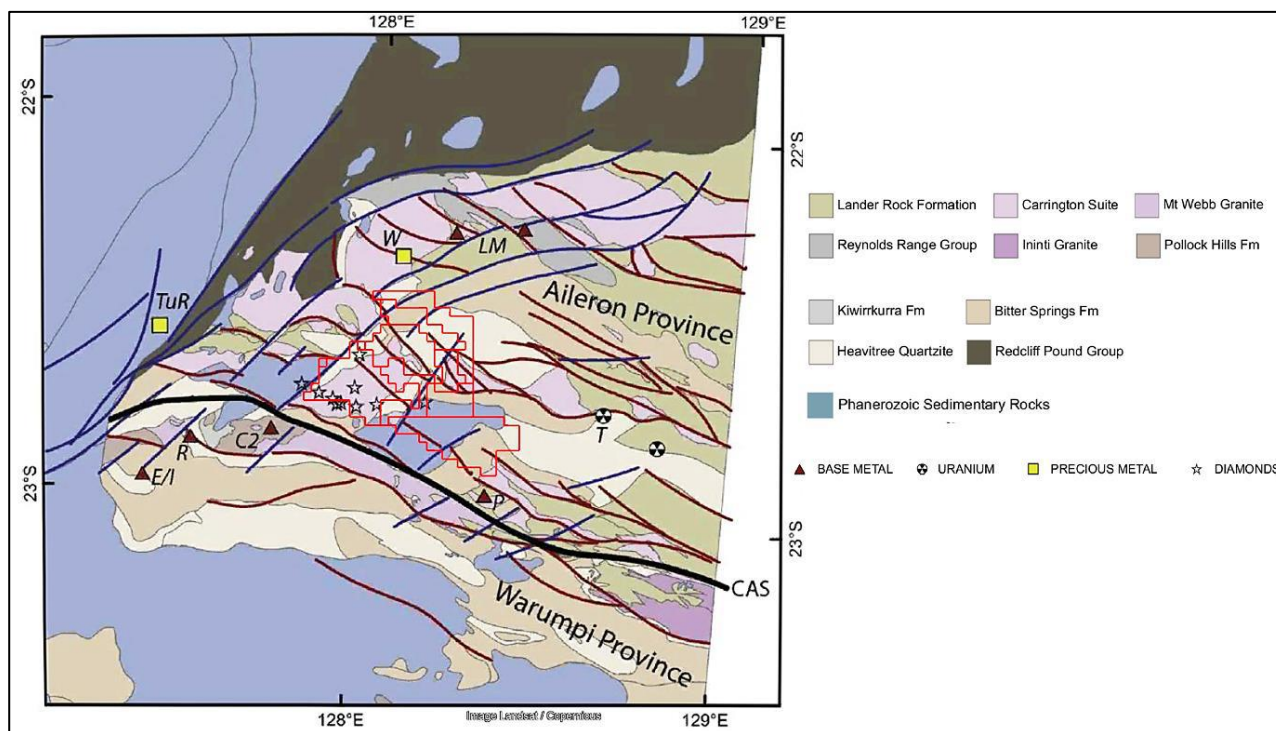 128°E
129°E
22°S
22°S
Lander Rock Formation
Carrington Suite
Mt Webb Granite
Reynolds Range Group
Ininti Granite
Pollock Hills Fm
W
LM
TuR
Aileron Province
Kiwirrkurra Fm
Bitter Springs Fm
Heavitree Quartzite
Redcliff Pound Group
Phanerozoic Sedimentary Rocks
T
R
C2
E/I
P
BASE METAL
URANIUM
PRECIOUS METAL
DIAMONDS
23°S
23°S
CAS
Warumpi Province
128°E
129°E
Image Landsat / Copernicus